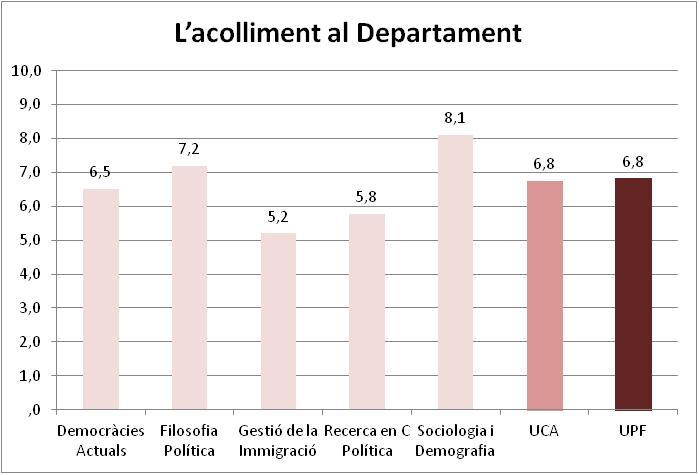 L’acolliment al Departament
10,0
9,0
8,0
7,0
6,0
5,0
4,0
3,0
2,0
1,0
,0
6,5
7,2
5,2
5,8
8,1
6,8
6,8
Democràcies
Actuals
Filosofia
Política
Gestió de la
Immigració
Recerca en C
Política
Sociologia i
Demografia
UCA
UPF